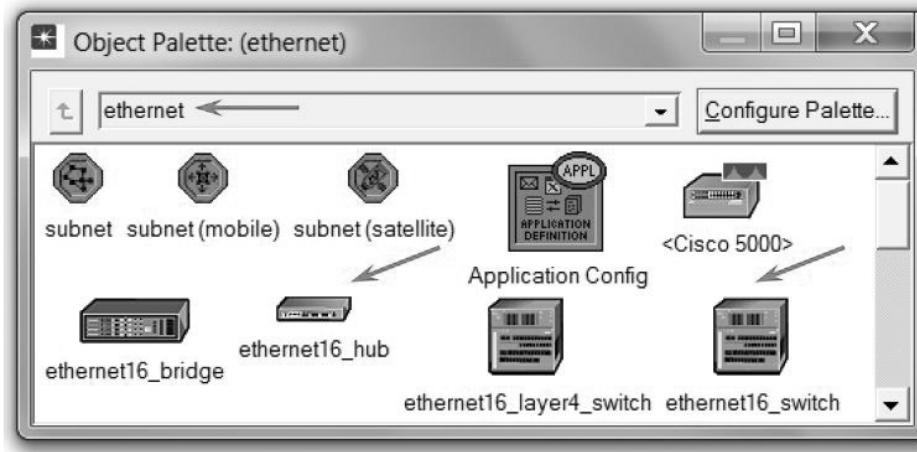 Object Palette: (ethernet)
ethernet
Configure Palette...
subnet
subnet (mobile)
subnet (satellite)
APPL
APPLICATION
DEFINITION
Application Config
<Cisco 5000>
ethernet16_bridge
ethernet16_hub
ethernet16_layer4_switch
ethernet16_switch